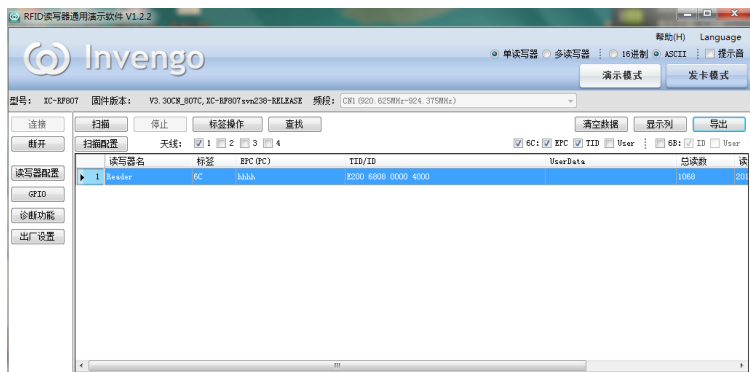 RFID读写器通用演示软件 V1.2.2
帮助(H) Language
Invengo
单读写器 多读写器 16进制 ASCII 提示音
演示模式 发卡模式
型号: XC-RF807 固件版本: V3.30CN_80TC,XC-RF807svn238-RELEASE 频段: CN1(920.625MHz-924.375MHz)
连接 扫描 停止 标签操作 查找 清空数据 显示列 导出
断开 扫描配置 天线: 1 2 3 4 6C: EPC TID User 6B: ID User
读写器名 标签 EPC(PC) TID/ID UserData 总读数 读
1 Reader 6C hhhh E200 6808 0000 4000 1068 201
读写器配置
GPIO
诊断功能
出厂设置